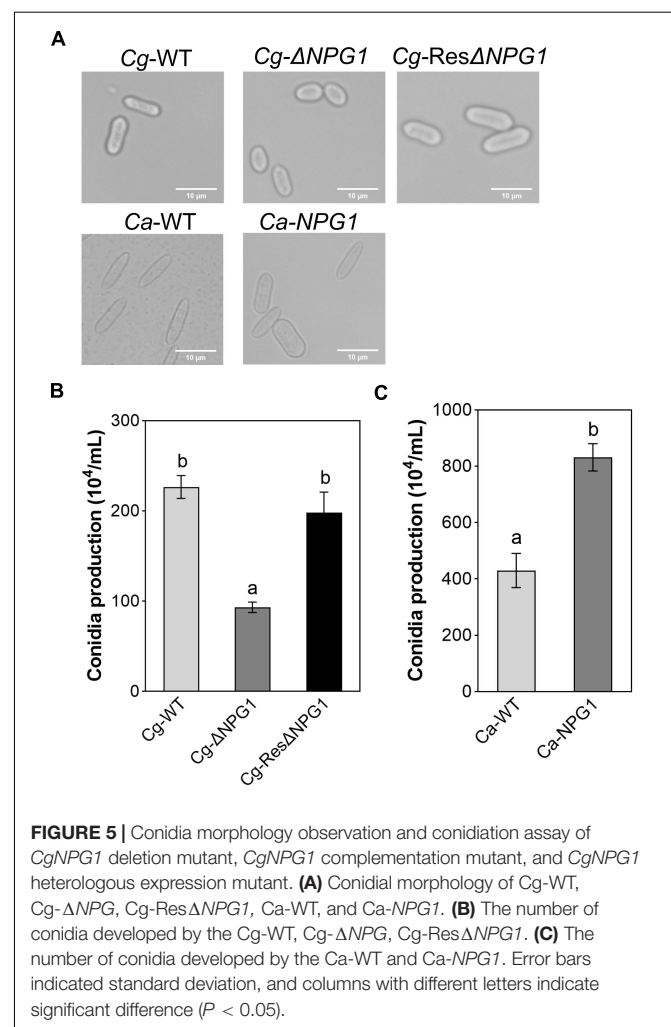 A
Cg-WT
Cg-ΔNPG1
Cg-ResΔNPG1
10 μm
10 μm
10 μm
Ca-WT
Ca-NPG1
10 μm
10 μm
B
Conidia production (10⁴/mL)
300
200
100
0
b
a
b
Cg-WT
Cg-ΔNPG1
Cg-ResΔNPG1
C
Conidia production (10⁴/mL)
1000
800
600
400
200
0
a
b
Ca-WT
Ca-NPG1
FIGURE 5 | Conidia morphology observation and conidiation assay of
CgNPG1 deletion mutant, CgNPG1 complementation mutant, and CgNPG1
heterologous expression mutant. (A) Conidial morphology of Cg-WT,
Cg-ΔNPG, Cg-ResΔNPG1, Ca-WT, and Ca-NPG1. (B) The number of
conidia developed by the Cg-WT, Cg-ΔNPG, Cg-ResΔNPG1. (C) The
number of conidia developed by the Ca-WT and Ca-NPG1. Error bars
indicated standard deviation, and columns with different letters indicate
significant difference (P < 0.05).